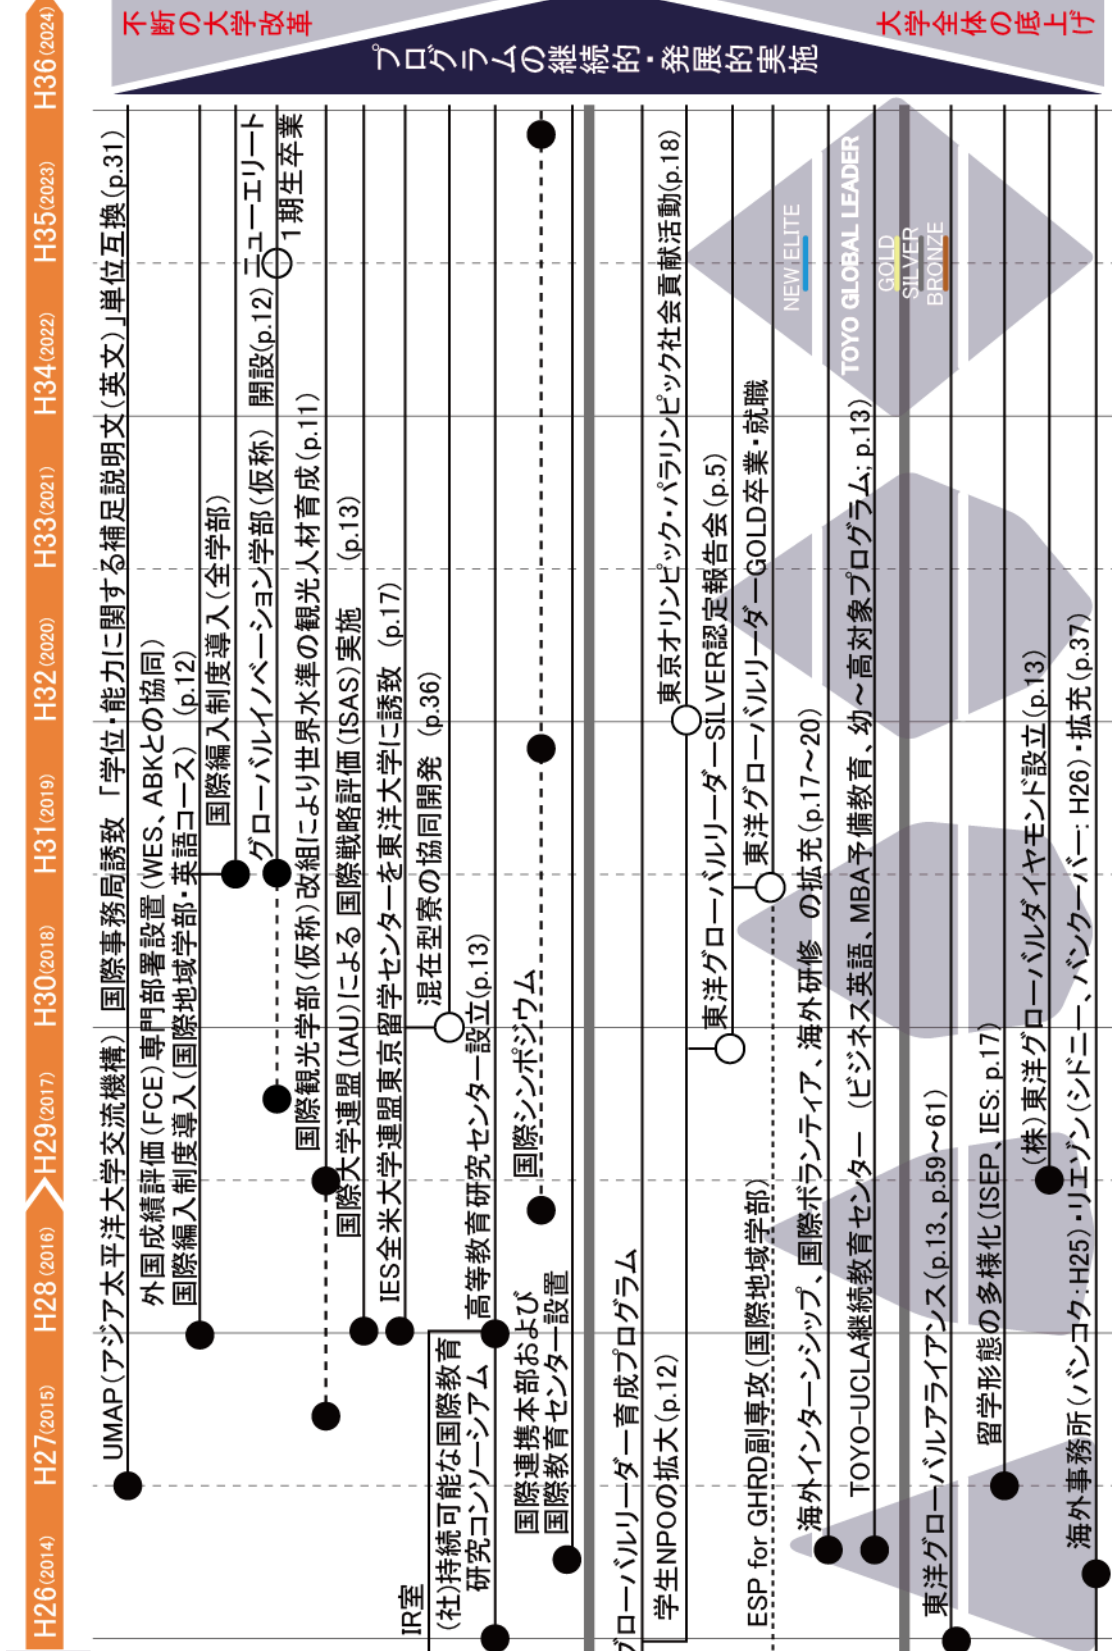 H26(2014)
H27(2015)
H28(2016)
H29(2017)
H30(2018)
H31(2019)
H32(2020)
H33(2021)
H34(2022)
H35(2023)
H36(2024)
不断の大学改革
プログラムの継続的・発展的実施
大学全体の底上げ
UMAP(アジア太平洋大学交流機構) 国際事務局誘致 「学位・能力に関する補足説明文(英文)」単位互換(p.31)
外国成績評価(FCE)専門部署設置(WES、ABKとの協同)
国際編入制度導入(国際地域学部・英語コース) (p.12)
国際編入制度導入(全学部)
グローバルイノベーション学部(仮称) 開設(p.12)
ニューエリート
1期生卒業
国際観光学部(仮称)改組により世界水準の観光人材育成(p.11)
国際大学連盟(IAU)による 国際戦略評価(ISAS)実施 (p.13)
IES全米大学連盟東京留学センターを東洋大学に誘致 (p.17)
混在型寮の協同開発 (p.36)
IR室
(社)持続可能な国際教育
研究コンソーシアム
高等教育研究センター設立(p.13)
国際シンポジウム
国際連携本部および
国際教育センター設置
グローバルリーダー育成プログラム
学生NPOの拡大(p.12)
東京オリンピック・パラリンピック社会貢献活動(p.18)
東洋グローバルリーダーSILVER認定報告会(p.5)
東洋グローバルリーダーGOLD卒業・就職
ESP for GHRD副専攻(国際地域学部)
海外インターンシップ、国際ボランティア、海外研修 の拡充(p.17～20)
TOYO-UCLA継続教育センター (ビジネス英語、MBA予備教育、幼～高対象プログラム; p.13)
NEW ELITE
TOYO GLOBAL LEADER
GOLD
SILVER
BRONZE
東洋グローバルアライアンス(p.13、p.59～61)
留学形態の多様化(ISEP、IES: p.17)
(株)東洋グローバルダイヤモンド設立(p.13)
海外事務所(バンコク: H25)・リエゾン(シドニー、バンクーバー: H26)・拡充(p.37)